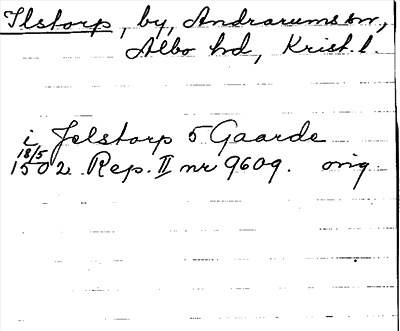 Ilstorp, by, Andrarums sn,
Albo hd, Krist. l.
i Jelstorp 5 Gaarde
18/5
1502. Rep. II nr 9609. orig.